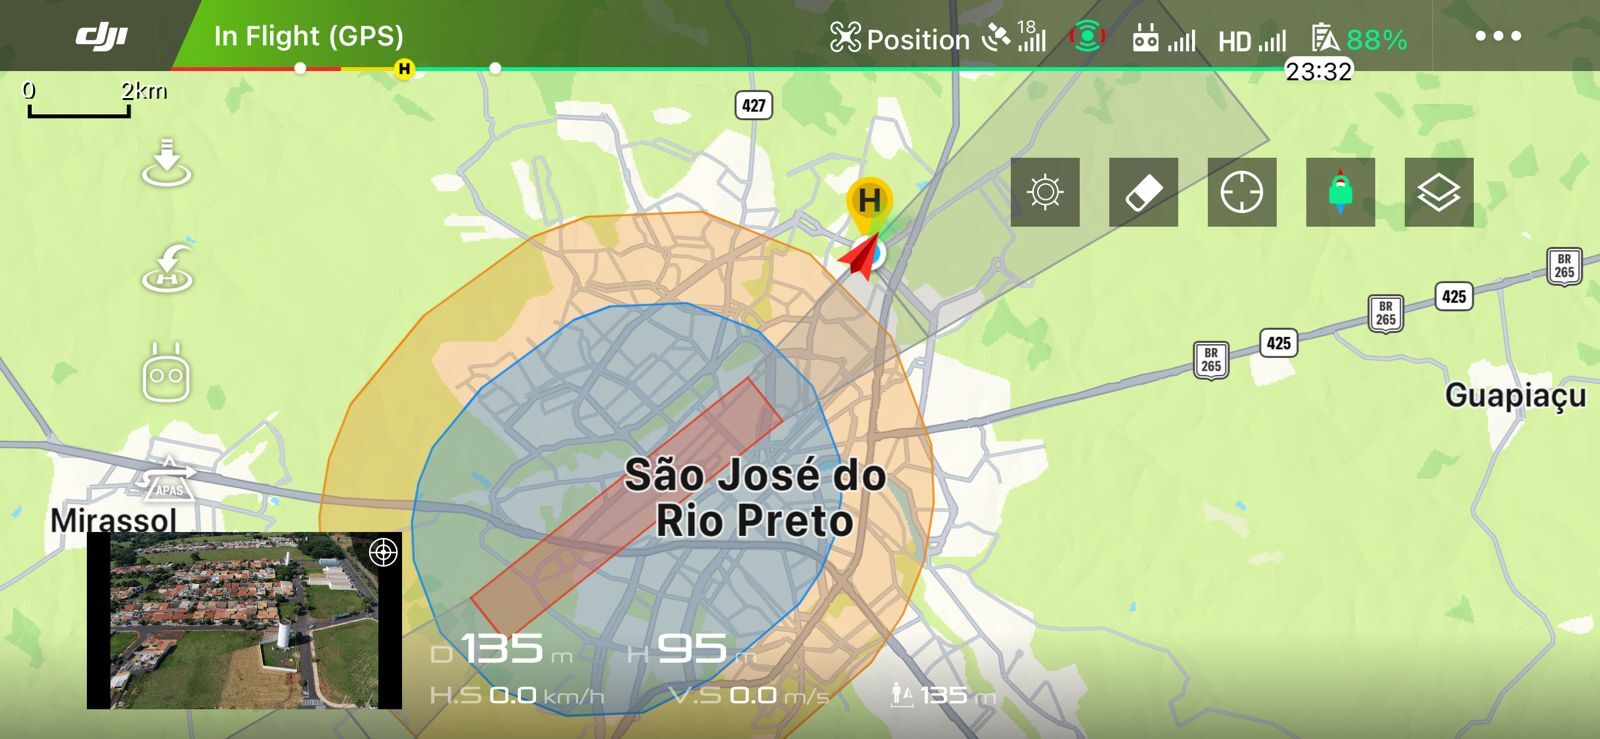 dji
In Flight (GPS)
Position
18
HD
88%
H
23:32
0 2km
427
H
BR
265
425
BR
265
425
BR
265
Guapiaçu
São José do
Rio Preto
APAS
Mirassol
D 135 m H 95 m
H.S 0.0 km/h V.S 0.0 m/s 135 m